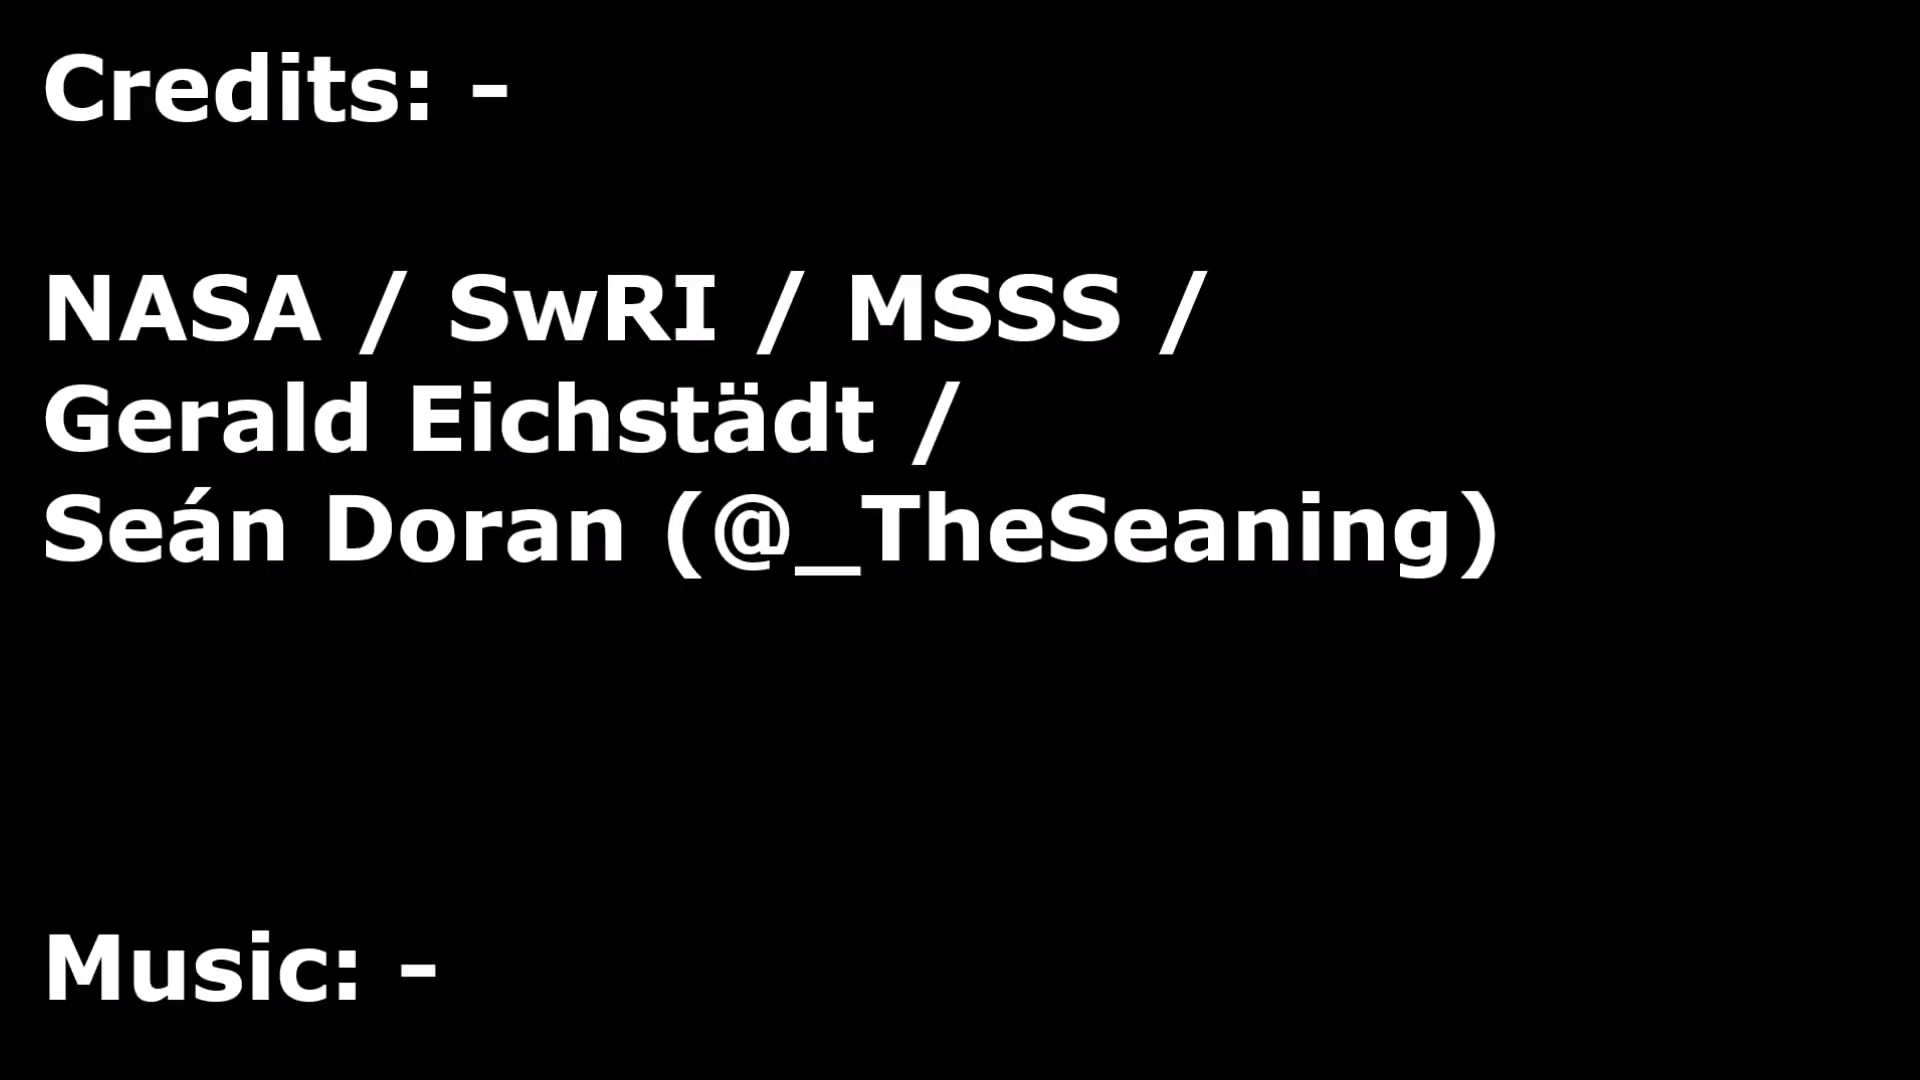 Credits: -
NASA / SwRI / MSSS /
Gerald Eichstädt /
Seán Doran (@_TheSeaning)
Music: -